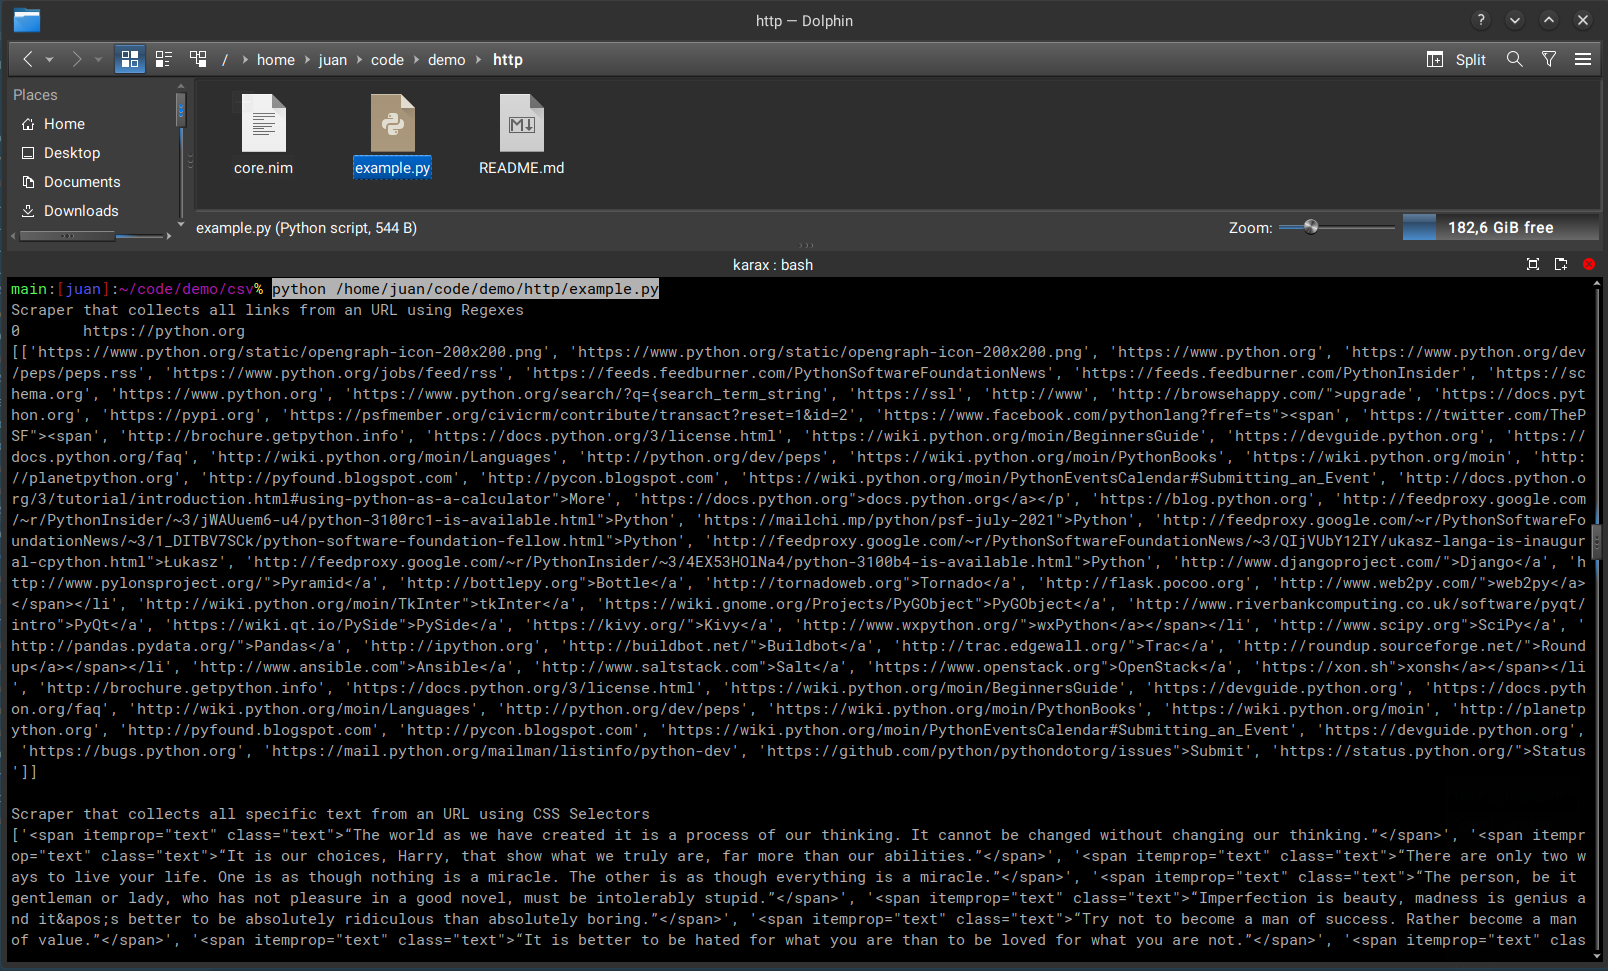 http — Dolphin
?
/ home juan code demo http
Split
Places
Home
Desktop
Documents
Downloads
core.nim
example.py
README.md
example.py (Python script, 544 B)
Zoom:
182,6 GiB free
karax : bash
main:[juan]:~/code/demo/csv% python /home/juan/code/demo/http/example.py
Scraper that collects all links from an URL using Regexes
0 https://python.org
[['https://www.python.org/static/opengraph-icon-200x200.png', 'https://www.python.org/static/opengraph-icon-200x200.png', 'https://www.python.org', 'https://www.python.org/dev
/peps/peps.rss', 'https://www.python.org/jobs/feed/rss', 'https://feeds.feedburner.com/PythonSoftwareFoundationNews', 'https://feeds.feedburner.com/PythonInsider', 'https://sc
hema.org', 'https://www.python.org', 'https://www.python.org/search/?q={search_term_string', 'https://ssl', 'http://www', 'http://browsehappy.com/">upgrade', 'https://docs.pyt
hon.org', 'https://pypi.org', 'https://psfmember.org/civicrm/contribute/transact?reset=1&id=2', 'https://www.facebook.com/pythonlang?fref=ts"><span', 'https://twitter.com/TheP
SF"><span', 'http://brochure.getpython.info', 'https://docs.python.org/3/license.html', 'https://wiki.python.org/moin/BeginnersGuide', 'https://devguide.python.org', 'https://
docs.python.org/faq', 'http://wiki.python.org/moin/Languages', 'http://python.org/dev/peps', 'https://wiki.python.org/moin/PythonBooks', 'https://wiki.python.org/moin', 'http:
//planetpython.org', 'http://pyfound.blogspot.com', 'http://pycon.blogspot.com', 'https://wiki.python.org/moin/PythonEventsCalendar#Submitting_an_Event', 'http://docs.python.o
rg/3/tutorial/introduction.html#using-python-as-a-calculator">More', 'https://docs.python.org">docs.python.org</a></p', 'https://blog.python.org', 'http://feedproxy.google.com
/~r/PythonInsider/~3/jWAUuem6-u4/python-3100rc1-is-available.html">Python', 'https://mailchi.mp/python/psf-july-2021">Python', 'http://feedproxy.google.com/~r/PythonSoftwareFo
undationNews/~3/1_DITBV7SCk/python-software-foundation-fellow.html">Python', 'http://feedproxy.google.com/~r/PythonSoftwareFoundationNews/~3/QIjVUbY12IY/ukasz-langa-is-inaugur
al-cpython.html">Łukasz', 'http://feedproxy.google.com/~r/PythonInsider/~3/4EX53HOlNa4/python-3100b4-is-available.html">Python', 'http://www.djangoproject.com/">Django</a', 'h
ttp://www.pylonsproject.org/">Pyramid</a', 'http://bottlepy.org">Bottle</a', 'http://tornadoweb.org">Tornado</a', 'http://flask.pocoo.org', 'http://www.web2py.com/">web2py</a>
</span></li', 'http://wiki.python.org/moin/TkInter">tkInter</a', 'https://wiki.gnome.org/Projects/PyGObject">PyGObject</a', 'http://www.riverbankcomputing.co.uk/software/pyqt/
intro">PyQt</a', 'https://wiki.qt.io/PySide">PySide</a', 'https://kivy.org/">Kivy</a', 'http://www.wxpython.org/">wxPython</a></span></li', 'http://www.scipy.org">SciPy</a', '
http://pandas.pydata.org/">Pandas</a', 'http://ipython.org', 'http://buildbot.net/">Buildbot</a', 'http://trac.edgewall.org/">Trac</a', 'http://roundup.sourceforge.net/">Round
up</a></span></li', 'http://www.ansible.com">Ansible</a', 'http://www.saltstack.com">Salt</a', 'https://www.openstack.org">OpenStack</a', 'https://xon.sh">xonsh</a></span></li
', 'http://brochure.getpython.info', 'https://docs.python.org/3/license.html', 'https://wiki.python.org/moin/BeginnersGuide', 'https://devguide.python.org', 'https://docs.pyth
on.org/faq', 'http://wiki.python.org/moin/Languages', 'http://python.org/dev/peps', 'https://wiki.python.org/moin/PythonBooks', 'https://wiki.python.org/moin', 'http://planetp
ython.org', 'http://pyfound.blogspot.com', 'http://pycon.blogspot.com', 'https://wiki.python.org/moin/PythonEventsCalendar#Submitting_an_Event', 'https://devguide.python.org',
'https://bugs.python.org', 'https://mail.python.org/mailman/listinfo/python-dev', 'https://github.com/python/pythondotorg/issues">Submit', 'https://status.python.org/">Status
']]
Scraper that collects all specific text from an URL using CSS Selectors
['<span itemprop="text" class="text">“The world as we have created it is a process of our thinking. It cannot be changed without changing our thinking.”</span>', '<span itempr
op="text" class="text">“It is our choices, Harry, that show what we truly are, far more than our abilities.”</span>', '<span itemprop="text" class="text">“There are only two w
ays to live your life. One is as though nothing is a miracle. The other is as though everything is a miracle.”</span>', '<span itemprop="text" class="text">“The person, be it
gentleman or lady, who has not pleasure in a good novel, must be intolerably stupid.”</span>', '<span itemprop="text" class="text">“Imperfection is beauty, madness is genius a
nd it&apos;s better to be absolutely ridiculous than absolutely boring.”</span>', '<span itemprop="text" class="text">“Try not to become a man of success. Rather become a man
of value.”</span>', '<span itemprop="text" class="text">“It is better to be hated for what you are than to be loved for what you are not.”</span>', '<span itemprop="text" clas